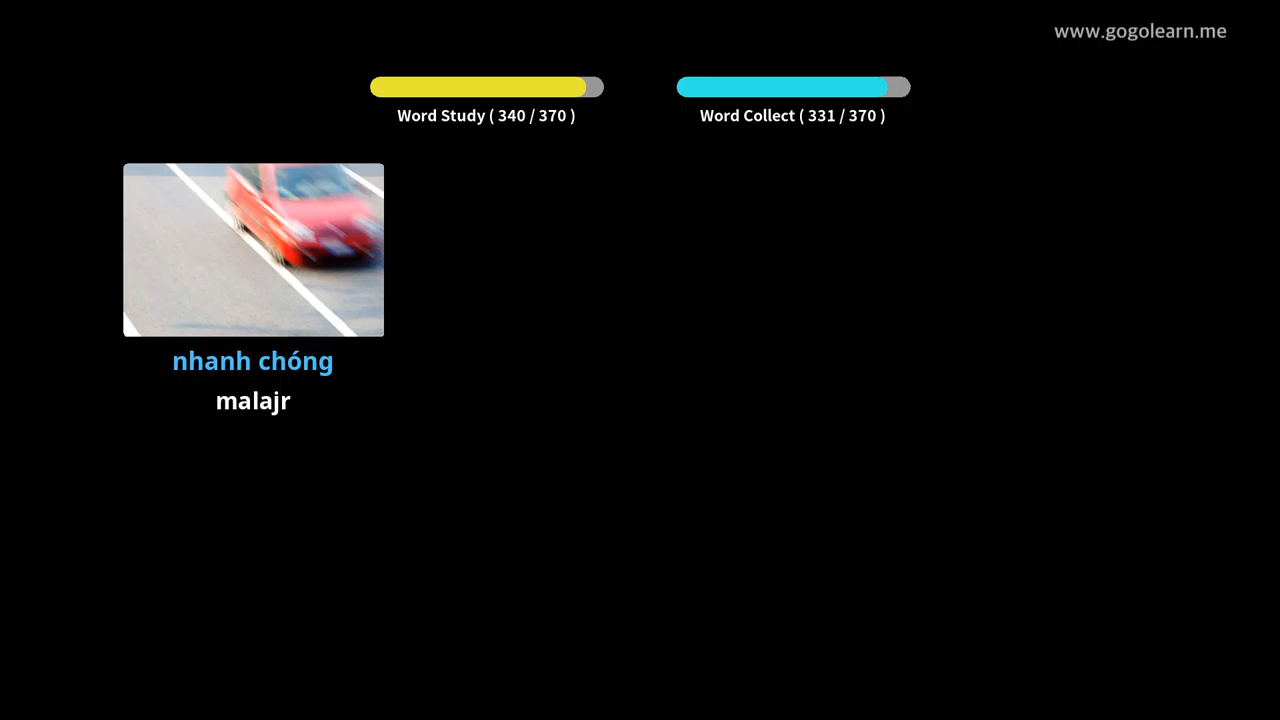 www.gogolearn.me
Word Study ( 340 / 370 )
Word Collect ( 331 / 370 )
nhanh chóng
malajr